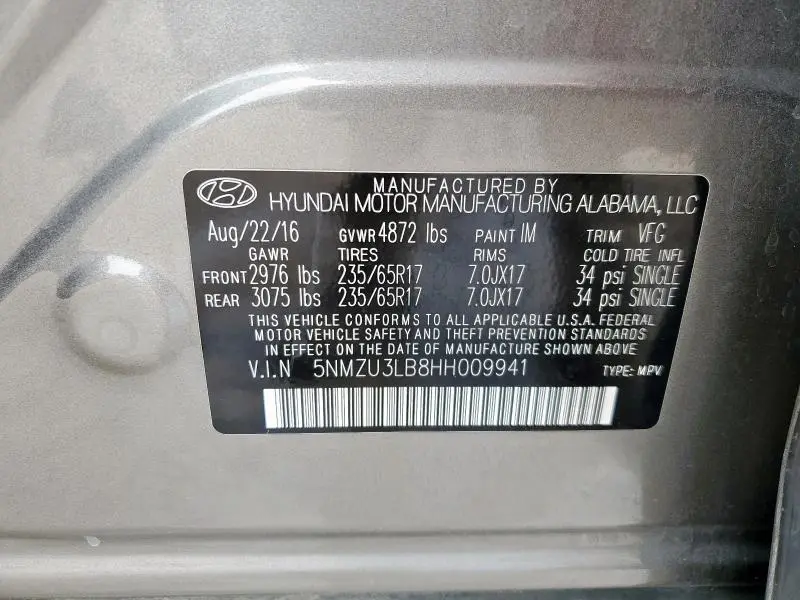 MANUFACTURED BY
HYUNDAI MOTOR MANUFACTURING ALABAMA, LLC
Aug/22/16 GVWR 4872 lbs PAINT IM TRIM VFG
GAWR TIRES RIMS COLD TIRE INFL
FRONT 2976 lbs 235/65R17 7.0JX17 34 psi SINGLE
REAR 3075 lbs 235/65R17 7.0JX17 34 psi SINGLE
THIS VEHICLE CONFORMS TO ALL APPLICABLE U.S.A. FEDERAL
MOTOR VEHICLE SAFETY AND THEFT PREVENTION STANDARDS
IN EFFECT ON THE DATE OF MANUFACTURE SHOWN ABOVE
V.I.N 5NMZU3LB8HH009941 TYPE: MPV